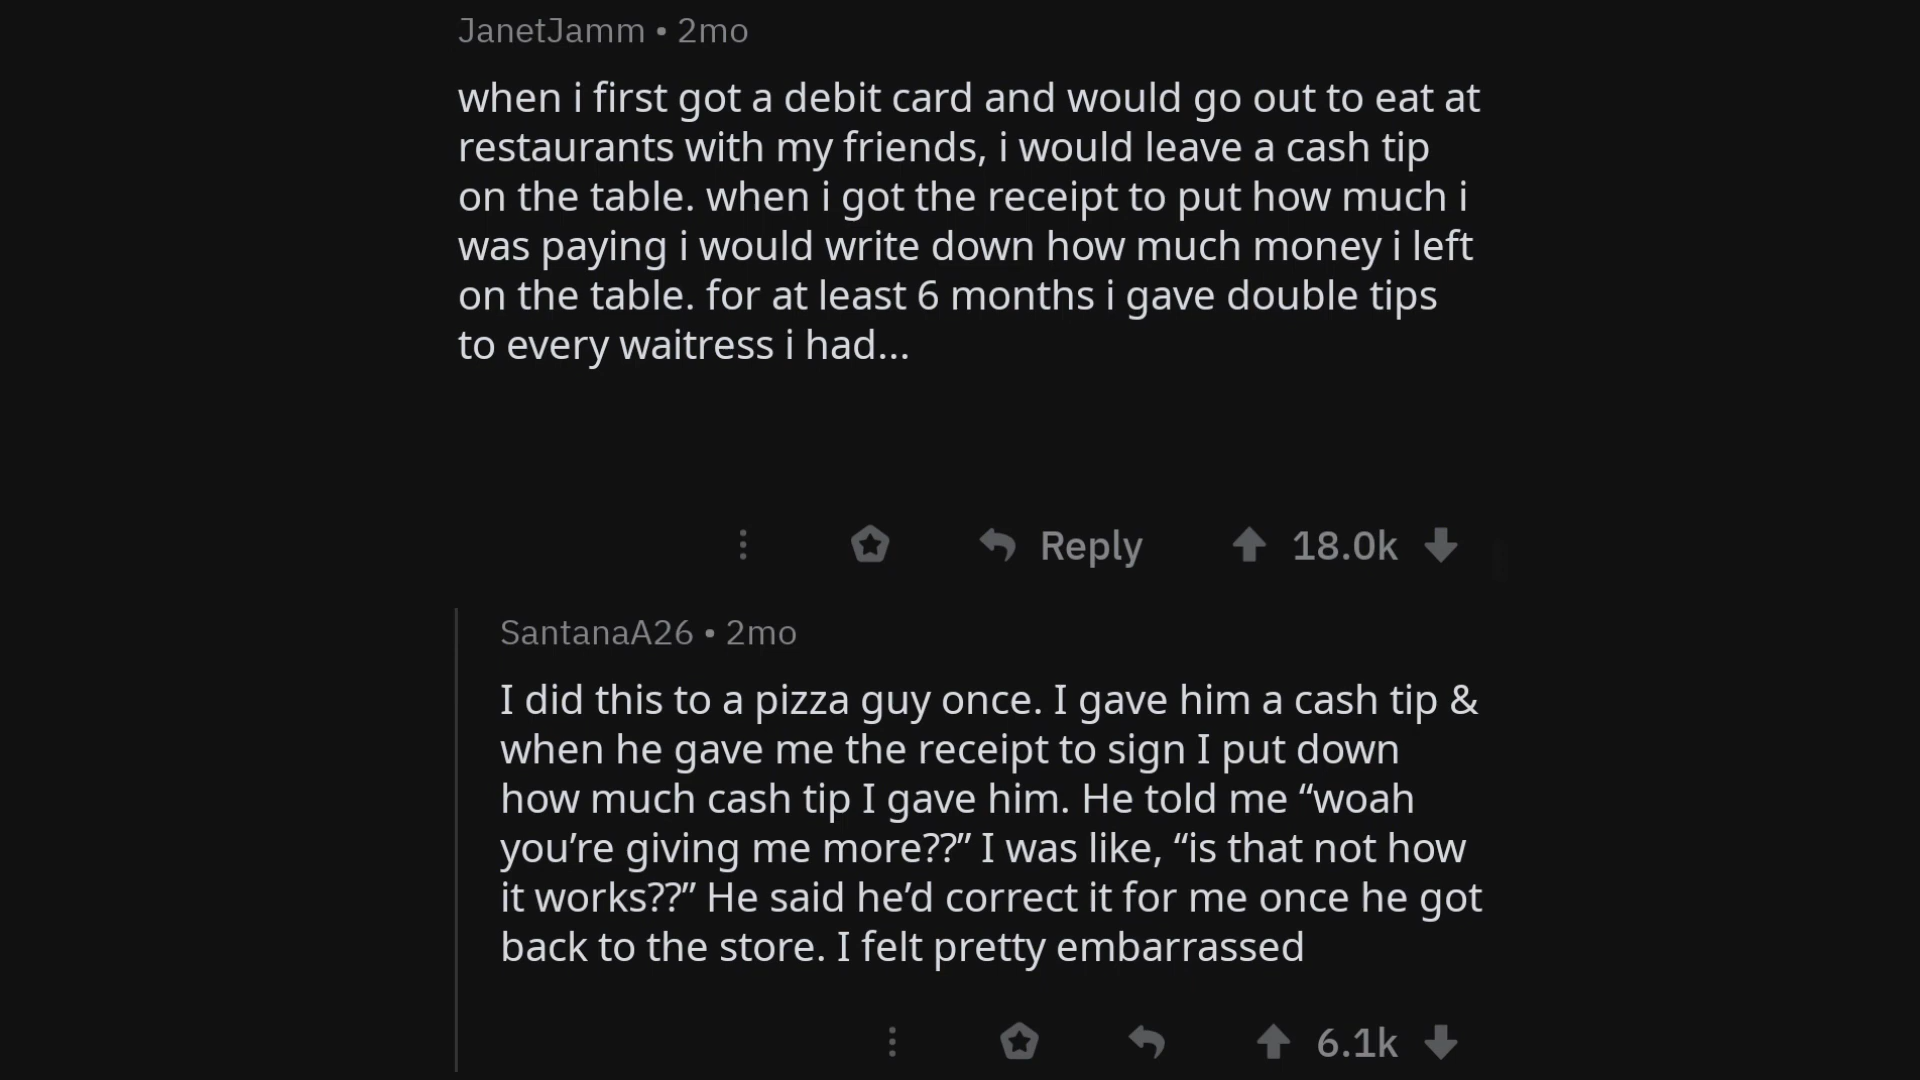 JanetJamm • 2mo
when i first got a debit card and would go out to eat at
restaurants with my friends, i would leave a cash tip
on the table. when i got the receipt to put how much i
was paying i would write down how much money i left
on the table. for at least 6 months i gave double tips
to every waitress i had...
Reply 18.0k
SantanaA26 • 2mo
I did this to a pizza guy once. I gave him a cash tip &
when he gave me the receipt to sign I put down
how much cash tip I gave him. He told me “woah
you’re giving me more??” I was like, “is that not how
it works??” He said he’d correct it for me once he got
back to the store. I felt pretty embarrassed
6.1k